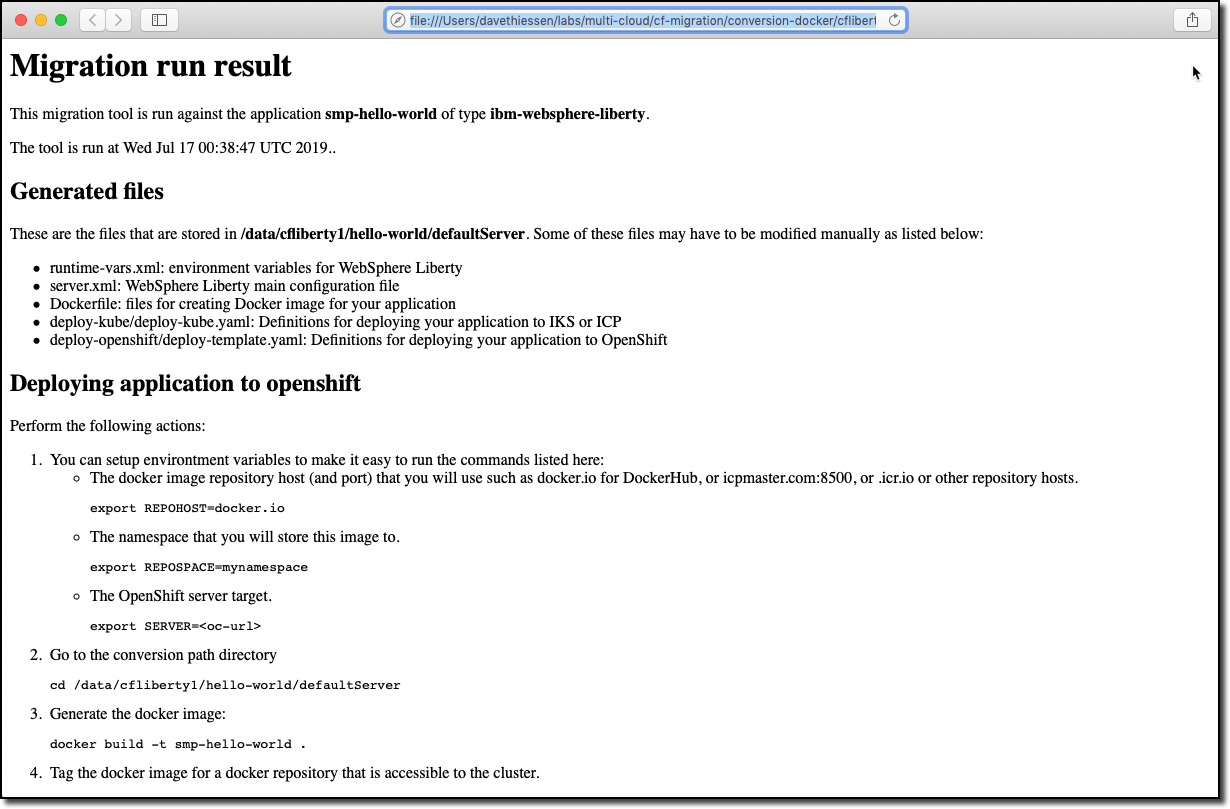 file:///Users/davethiessen/labs/multi-cloud/cf-migration/conversion-docker/cflibert
Migration run result
This migration tool is run against the application smp-hello-world of type ibm-websphere-liberty.
The tool is run at Wed Jul 17 00:38:47 UTC 2019..
Generated files
These are the files that are stored in /data/cfliberty1/hello-world/defaultServer. Some of these files may have to be modified manually as listed below:
• runtime-vars.xml: environment variables for WebSphere Liberty
• server.xml: WebSphere Liberty main configuration file
• Dockerfile: files for creating Docker image for your application
• deploy-kube/deploy-kube.yaml: Definitions for deploying your application to IKS or ICP
• deploy-openshift/deploy-template.yaml: Definitions for deploying your application to OpenShift
Deploying application to openshift
Perform the following actions:
1. You can setup environtment variables to make it easy to run the commands listed here:
◦ The docker image repository host (and port) that you will use such as docker.io for DockerHub, or icpmaster.com:8500, or .icr.io or other repository hosts.
export REPOHOST=docker.io
◦ The namespace that you will store this image to.
export REPOSPACE=mynamespace
◦ The OpenShift server target.
export SERVER=<oc-url>
2. Go to the conversion path directory
cd /data/cfliberty1/hello-world/defaultServer
3. Generate the docker image:
docker build -t smp-hello-world .
4. Tag the docker image for a docker repository that is accessible to the cluster.